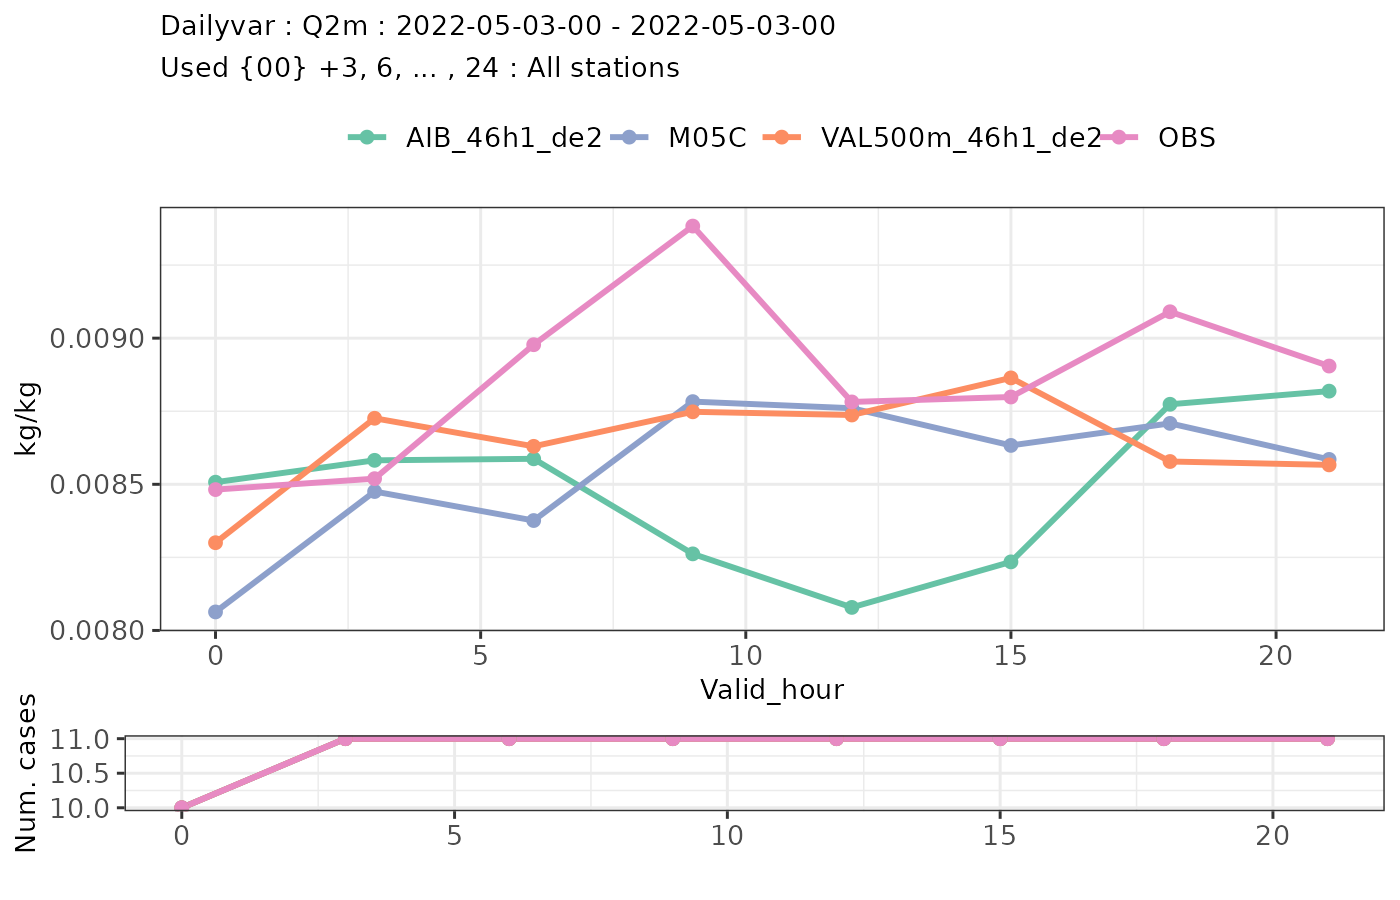 Dailyvar : Q2m : 2022-05-03-00 - 2022-05-03-00
Used {00} +3, 6, ... , 24 : All stations
AIB_46h1_de2 M05C VAL500m_46h1_de2 OBS
kg/kg
0.0090
0.0085
0.0080
0 5 10 15 20
Valid_hour
Num. cases
11.0
10.5
10.0
0 5 10 15 20